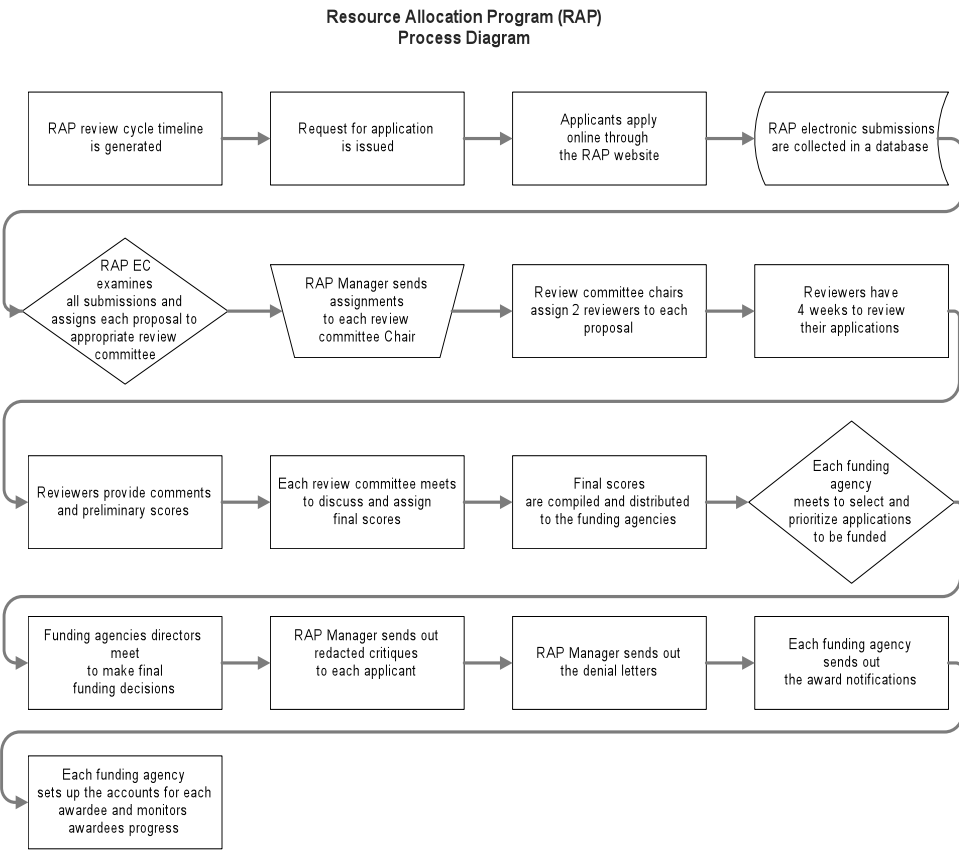 Resource Allocation Program (RAP)
Process Diagram
RAP review cycle timeline
is generated
Request for application
is issued
Applicants apply
online through
the RAP website
RAP electronic submissions
are collected in a database
RAP EC
examines
all submissions and
assigns each proposal to
appropriate review
committee
RAP Manager sends
assignments
to each review
committee Chair
Review committee chairs
assign 2 reviewers to each
proposal
Reviewers have
4 weeks to review
their applications
Reviewers provide comments
and preliminary scores
Each review committee meets
to discuss and assign
final scores
Final scores
are compiled and distributed
to the funding agencies
Each funding
agency
meets to select and
prioritize applications
to be funded
Funding agencies directors
meet
to make final
funding decisions
RAP Manager sends out
redacted critiques
to each applicant
RAP Manager sends out
the denial letters
Each funding agency
sends out
the award notifications
Each funding agency
sets up the accounts for each
awardee and monitors
awardees progress